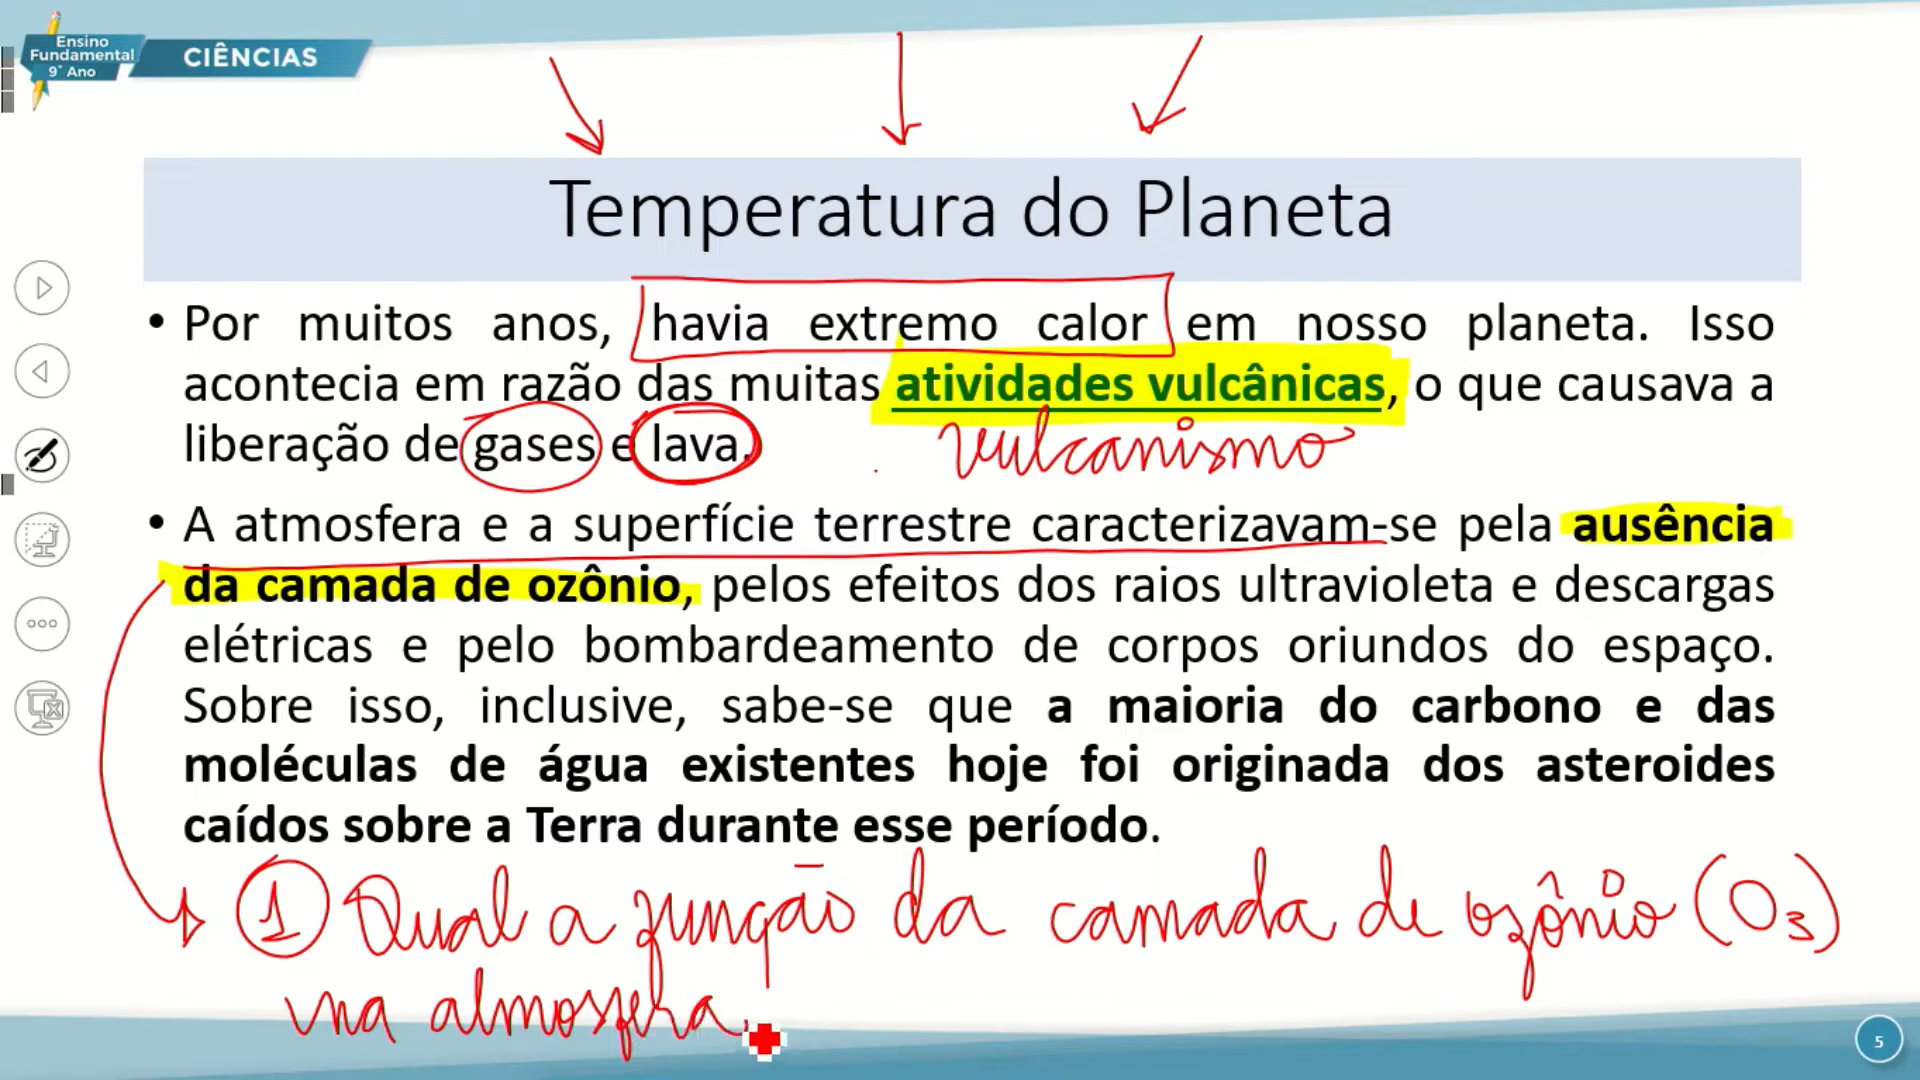 Ensino
Fundamental
9° Ano
CIÊNCIAS
Temperatura do Planeta
• Por muitos anos, havia extremo calor em nosso planeta. Isso
acontecia em razão das muitas atividades vulcânicas, o que causava a
liberação de gases e lava.
vulcanismo
• A atmosfera e a superfície terrestre caracterizavam-se pela ausência
da camada de ozônio, pelos efeitos dos raios ultravioleta e descargas
elétricas e pelo bombardeamento de corpos oriundos do espaço.
Sobre isso, inclusive, sabe-se que a maioria do carbono e das
moléculas de água existentes hoje foi originada dos asteroides
caídos sobre a Terra durante esse período.
1 Qual a função da camada de ozônio (O3)
na atmosfera
5